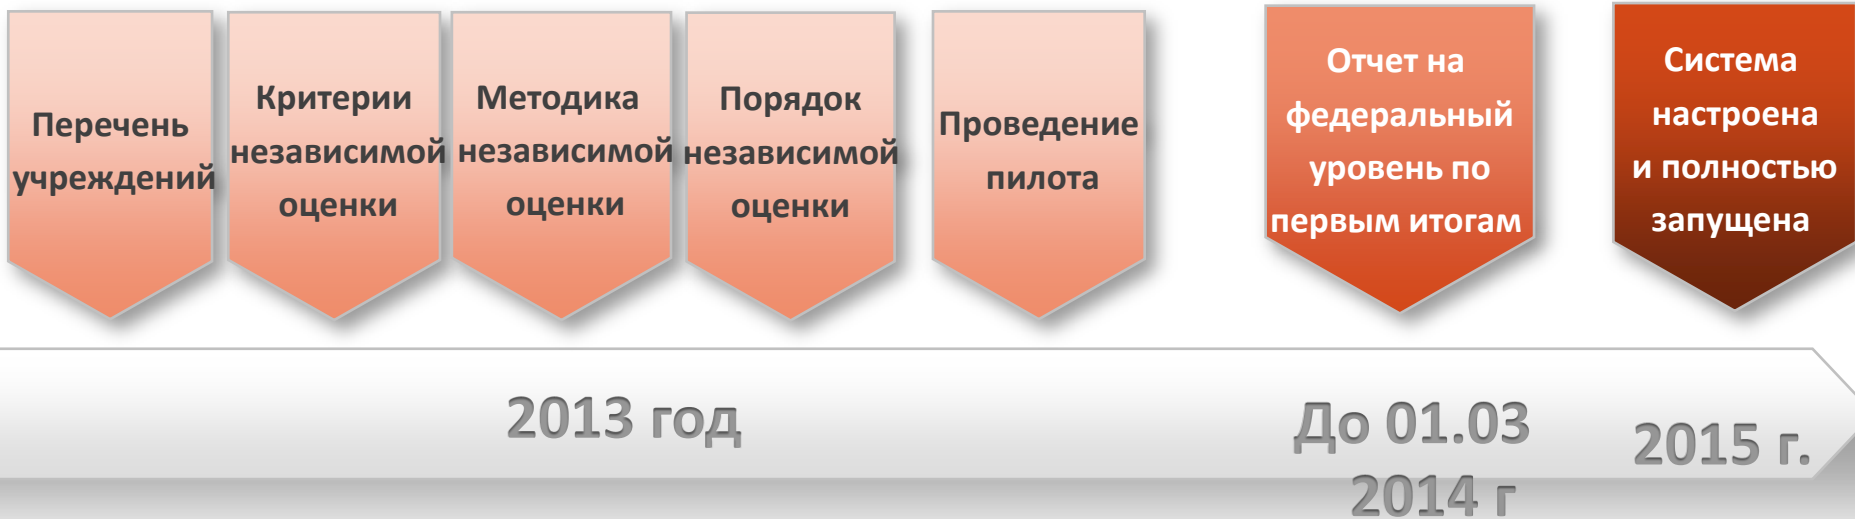 Перечень
учреждений
Критерии
независимой
оценки
Методика
независимой
оценки
Порядок
независимой
оценки
Проведение
пилота
Отчет на
федеральный
уровень по
первым итогам
Система
настроена
и полностью
запущена
2013 год
До 01.03
2014 г
2015 г.